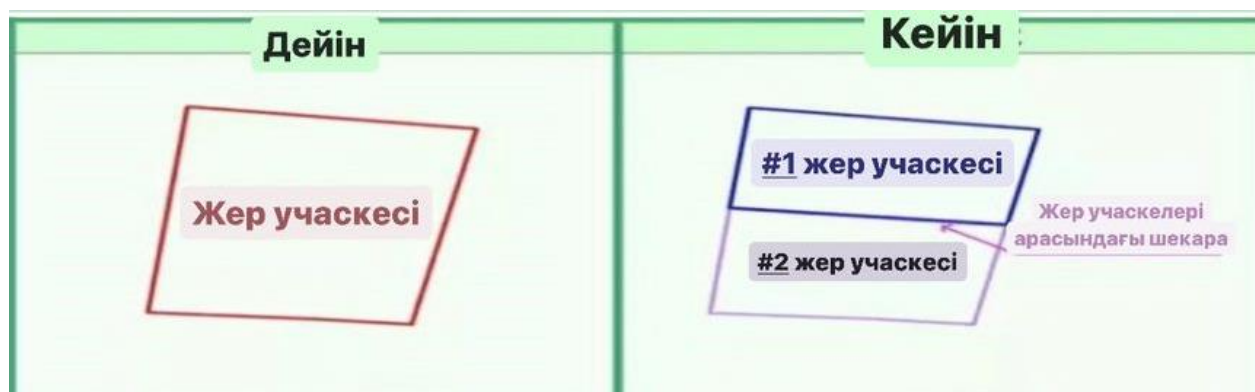 Дейін
Кейін
Жер учаскесі
#1 жер учаскесі
Жер учаскелері
арасындағы шекара
#2 жер учаскесі